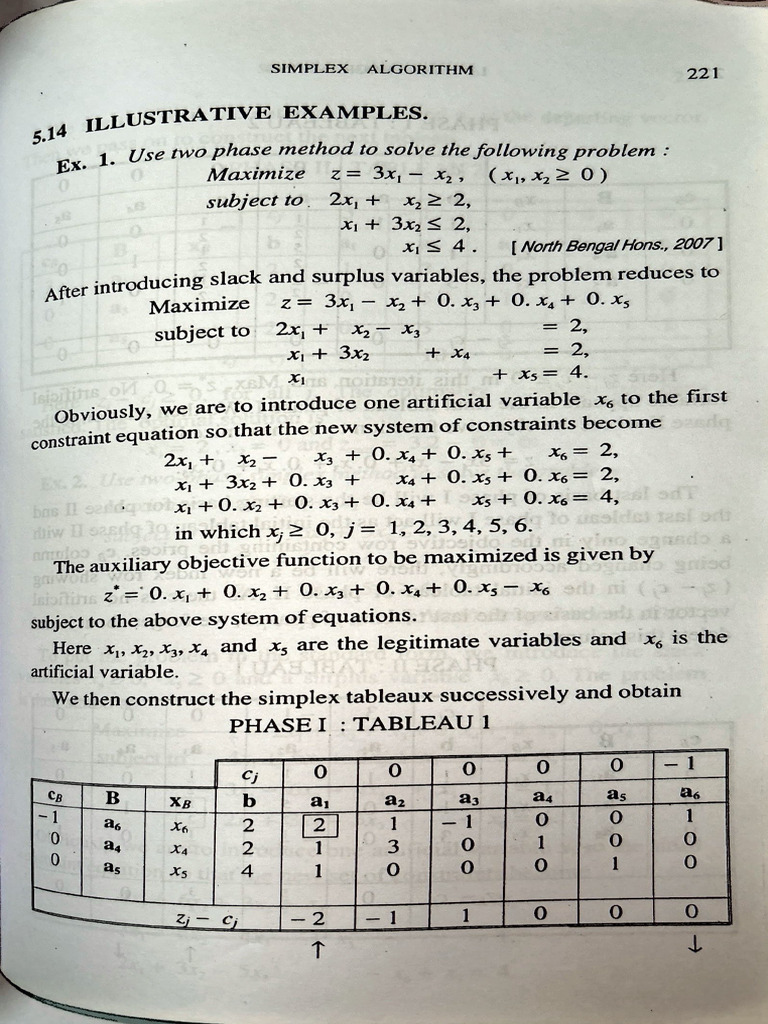 SIMPLEX ALGORITHM 221
5.14 ILLUSTRATIVE EXAMPLES.
Ex. 1. Use two phase method to solve the following problem :
Maximize z = 3x₁ − x₂ , ( x₁, x₂ ≥ 0 )
subject to 2x₁ + x₂ ≥ 2,
x₁ + 3x₂ ≤ 2,
x₁ ≤ 4 . [ North Bengal Hons., 2007 ]
After introducing slack and surplus variables, the problem reduces to
Maximize z = 3x₁ − x₂ + 0. x₃ + 0. x₄ + 0. x₅
subject to 2x₁ + x₂ − x₃ = 2,
x₁ + 3x₂ + x₄ = 2,
x₁ + x₅ = 4.
Obviously, we are to introduce one artificial variable x₆ to the first
constraint equation so that the new system of constraints become
2x₁ + x₂ − x₃ + 0. x₄ + 0. x₅ + x₆ = 2,
x₁ + 3x₂ + 0. x₃ + x₄ + 0. x₅ + 0. x₆ = 2,
x₁ + 0. x₂ + 0. x₃ + 0. x₄ + x₅ + 0. x₆ = 4,
in which xⱼ ≥ 0, j = 1, 2, 3, 4, 5, 6.
The auxiliary objective function to be maximized is given by
z* = 0. x₁ + 0. x₂ + 0. x₃ + 0. x₄ + 0. x₅ − x₆
subject to the above system of equations.
Here x₁, x₂, x₃, x₄ and x₅ are the legitimate variables and x₆ is the
artificial variable.
We then construct the simplex tableaux successively and obtain
PHASE I : TABLEAU 1
cⱼ 0 0 0 0 0 − 1
c_B B x_B b a₁ a₂ a₃ a₄ a₅ a₆
− 1 a₆ x₆ 2 2 1 − 1 0 0 1
0 a₄ x₄ 2 1 3 0 1 0 0
0 a₅ x₅ 4 1 0 0 0 1 0
zⱼ − cⱼ − 2 − 1 1 0 0 0
↑ ↓